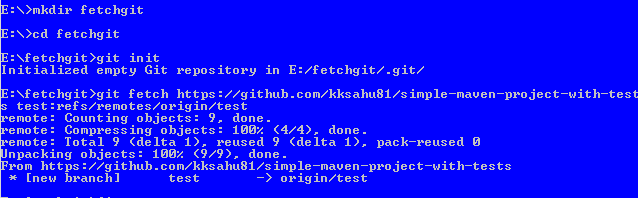 E:\>mkdir fetchgit
E:\>cd fetchgit
E:\fetchgit>git init
Initialized empty Git repository in E:/fetchgit/.git/
E:\fetchgit>git fetch https://github.com/kksahu81/simple-maven-project-with-test
s test:refs/remotes/origin/test
remote: Counting objects: 9, done.
remote: Compressing objects: 100% (4/4), done.
remote: Total 9 (delta 1), reused 9 (delta 1), pack-reused 0
Unpacking objects: 100% (9/9), done.
From https://github.com/kksahu81/simple-maven-project-with-tests
 * [new branch]      test       -> origin/test